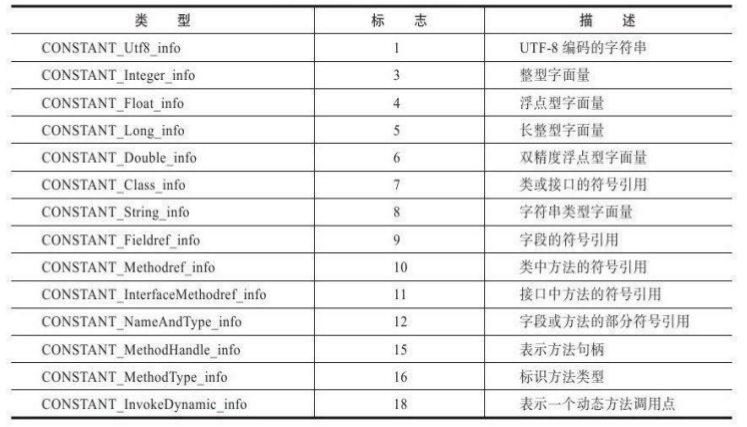 类 型 标 志 描 述
CONSTANT_Utf8_info 1 UTF-8 编码的字符串
CONSTANT_Integer_info 3 整型字面量
CONSTANT_Float_info 4 浮点型字面量
CONSTANT_Long_info 5 长整型字面量
CONSTANT_Double_info 6 双精度浮点型字面量
CONSTANT_Class_info 7 类或接口的符号引用
CONSTANT_String_info 8 字符串类型字面量
CONSTANT_Fieldref_info 9 字段的符号引用
CONSTANT_Methodref_info 10 类中方法的符号引用
CONSTANT_InterfaceMethodref_info 11 接口中方法的符号引用
CONSTANT_NameAndType_info 12 字段或方法的部分符号引用
CONSTANT_MethodHandle_info 15 表示方法句柄
CONSTANT_MethodType_info 16 标识方法类型
CONSTANT_InvokeDynamic_info 18 表示一个动态方法调用点